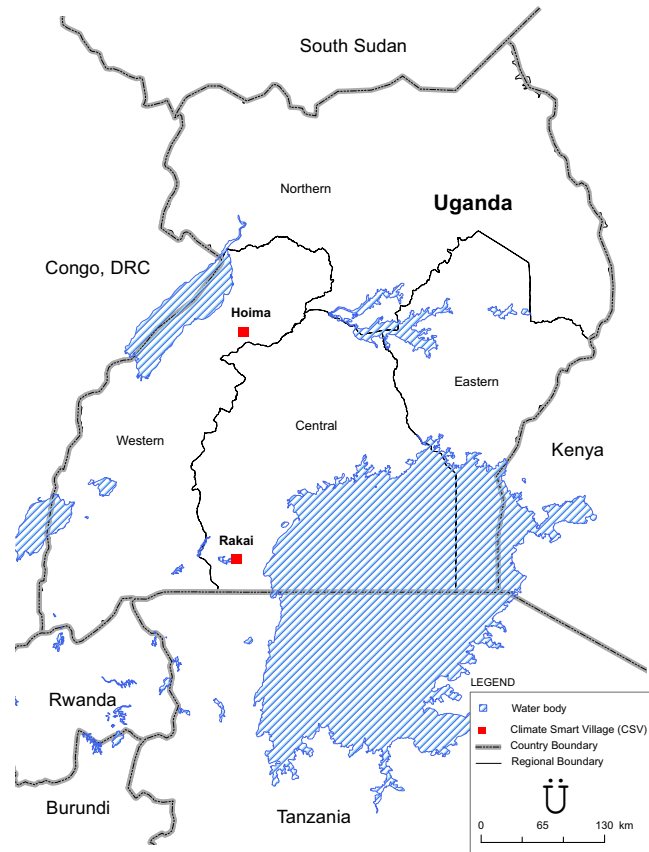 South Sudan
Northern
Uganda
Congo, DRC
Hoima
Eastern
Western
Central
Kenya
Rakai
LEGEND
Rwanda
Water body
Climate Smart Village (CSV)
Country Boundary
Regional Boundary
Ü
Burundi
Tanzania
0 65 130 km